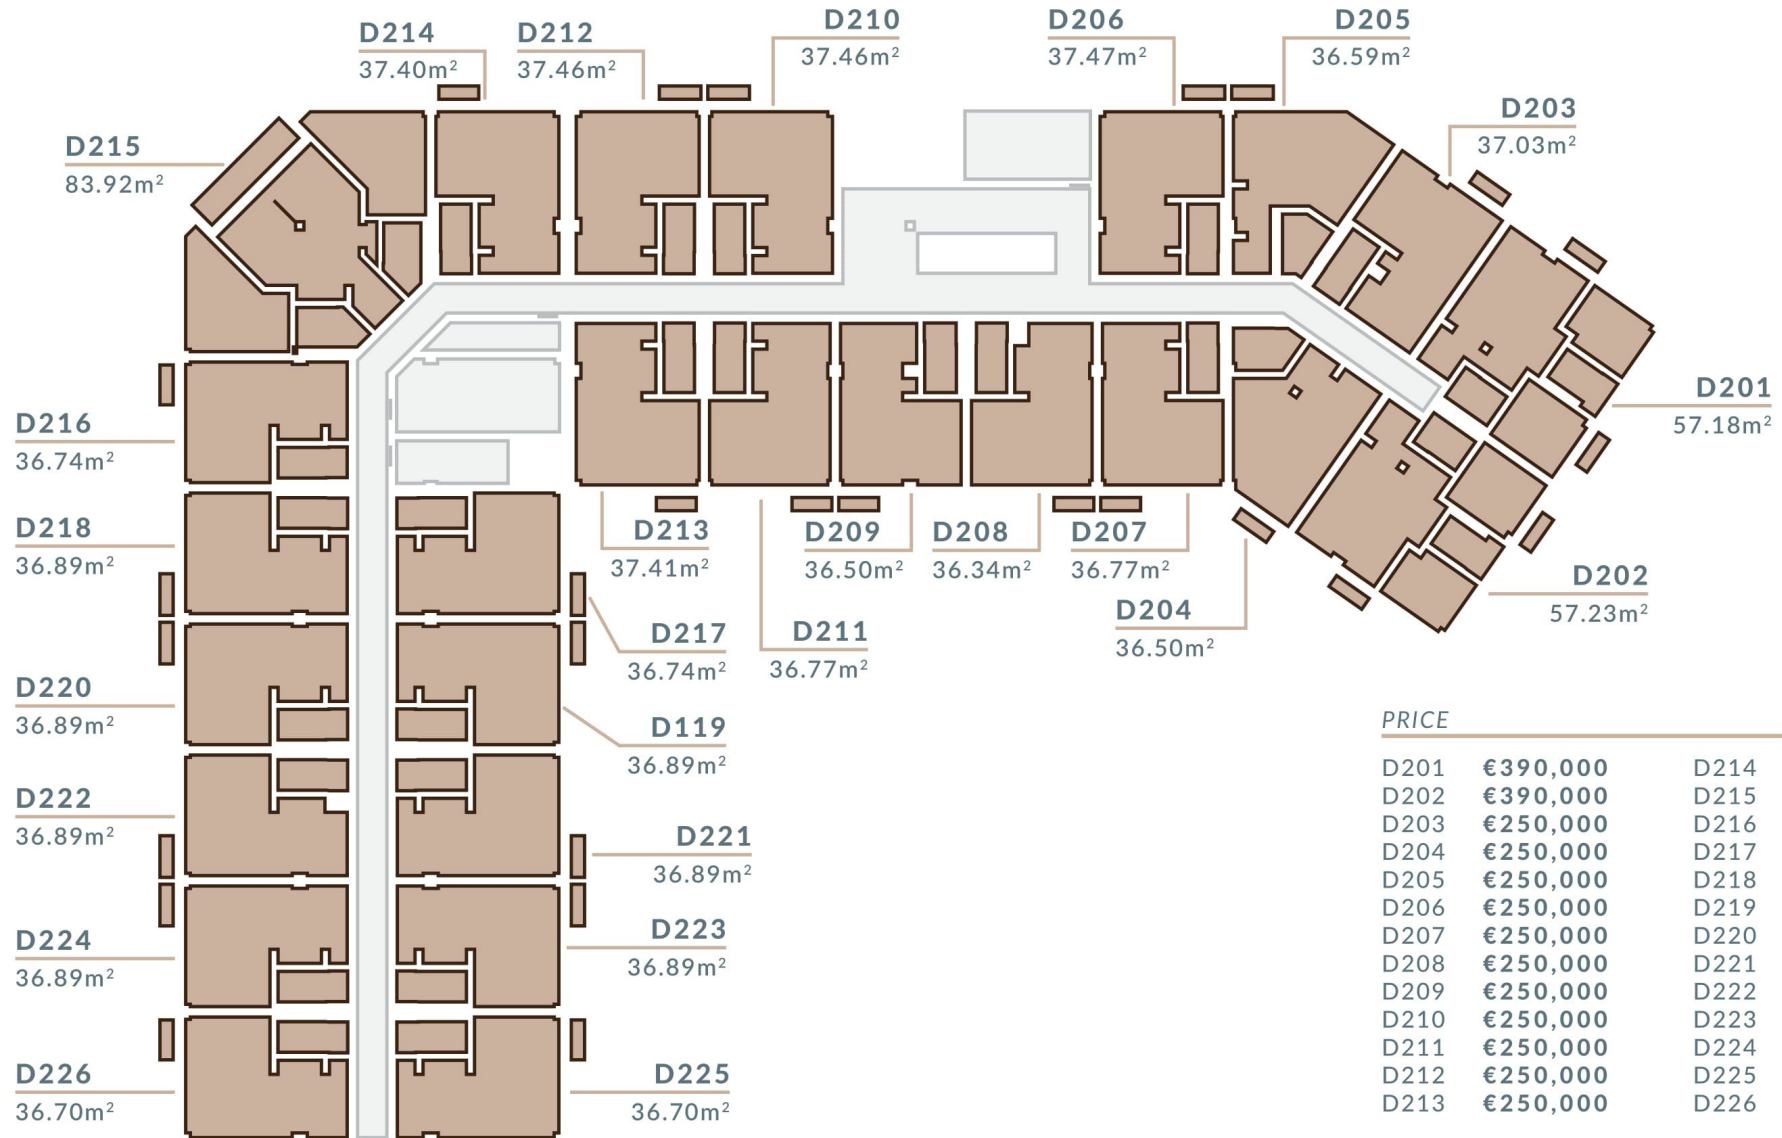 D214
37.40m²
D212
37.46m²
D210
37.46m²
D206
37.47m²
D205
36.59m²
D203
37.03m²
D215
83.92m²
D201
57.18m²
D216
36.74m²
D218
36.89m²
D213
37.41m²
D209
36.50m²
D208
36.34m²
D207
36.77m²
D202
57.23m²
D204
36.50m²
D217
36.74m²
D211
36.77m²
D220
36.89m²
D119
36.89m²
D222
36.89m²
D221
36.89m²
D224
36.89m²
D223
36.89m²
D226
36.70m²
D225
36.70m²
PRICE
D201 €390,000 D214
D202 €390,000 D215
D203 €250,000 D216
D204 €250,000 D217
D205 €250,000 D218
D206 €250,000 D219
D207 €250,000 D220
D208 €250,000 D221
D209 €250,000 D222
D210 €250,000 D223
D211 €250,000 D224
D212 €250,000 D225
D213 €250,000 D226